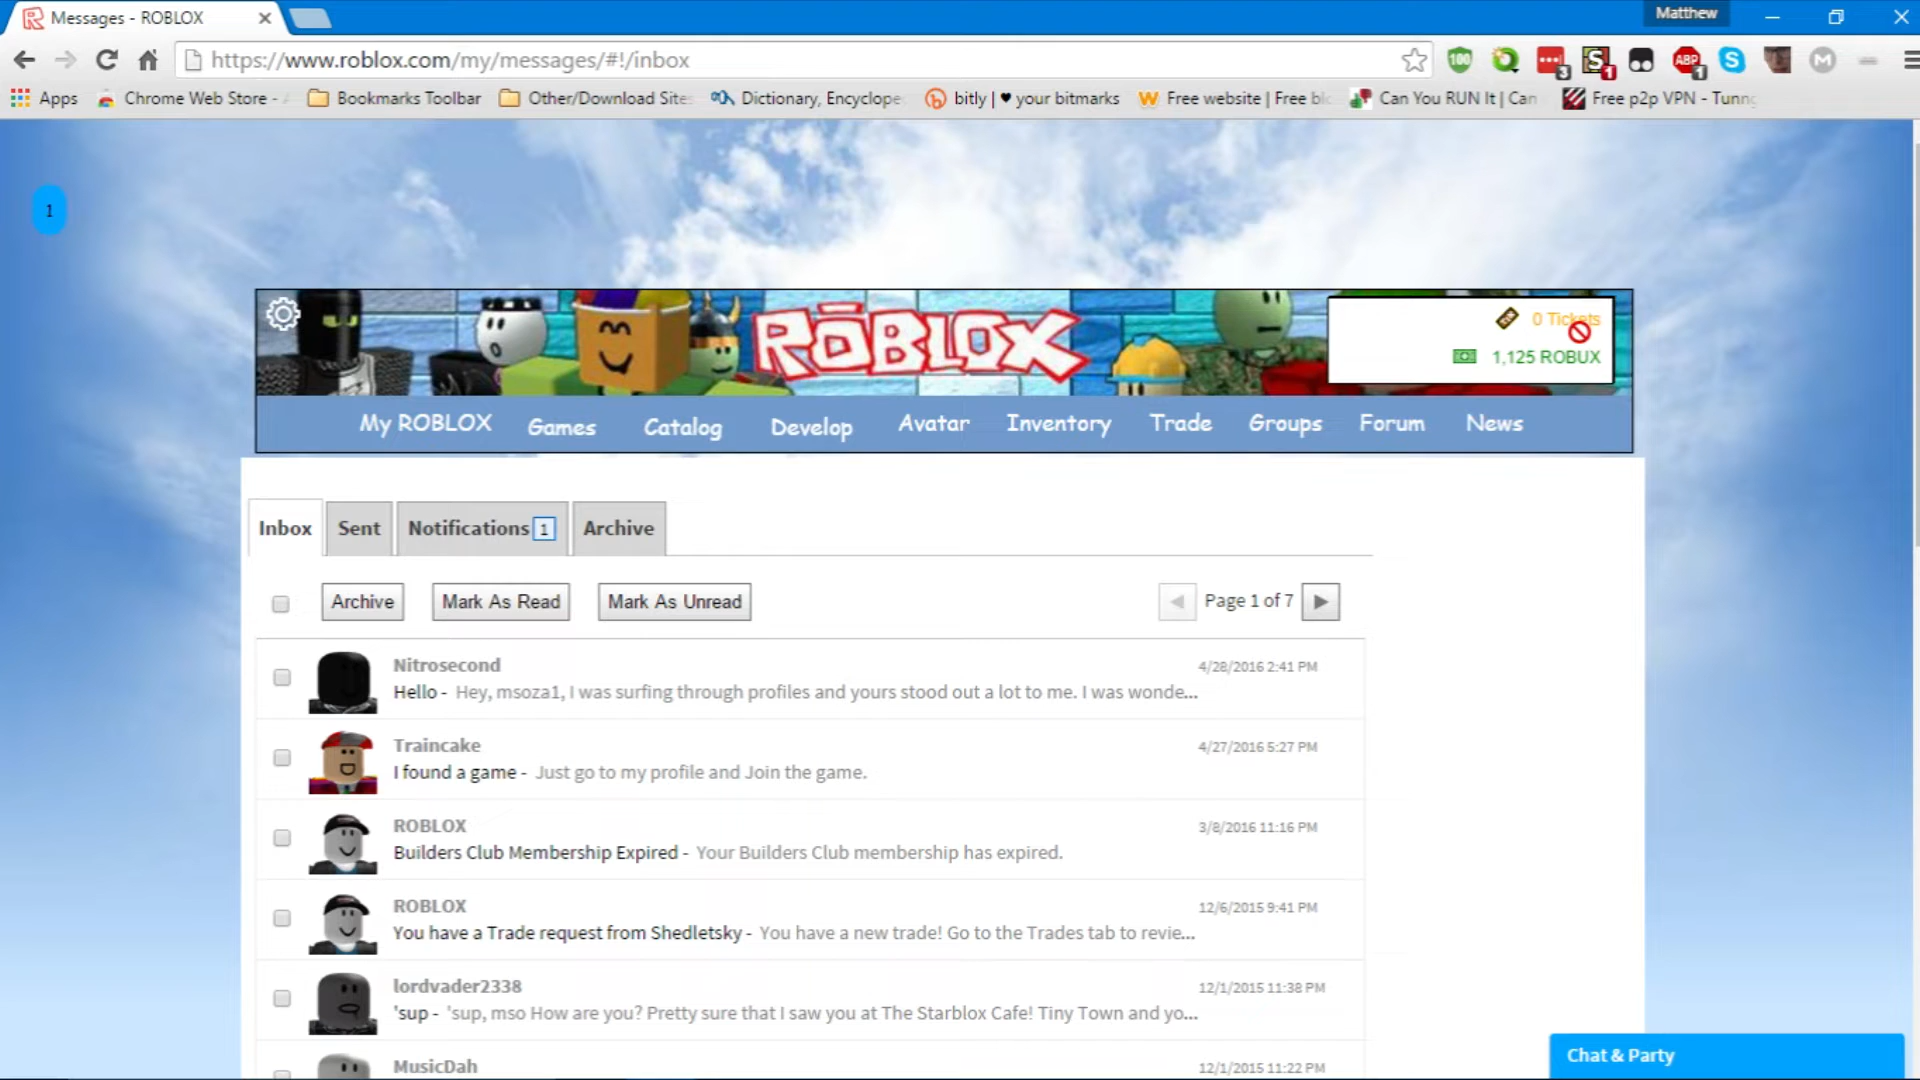 Messages - ROBLOX
Matthew
https://www.roblox.com/my/messages/#!/inbox
100
3
1
ABP
1
S
M
Apps
Chrome Web Store -
Bookmarks Toolbar
Other/Download Site
Dictionary, Encyclope
bitly | ♥ your bitmarks
Free website | Free bl
Can You RUN It | Can
Free p2p VPN - Tunn
1
ROBLOX
0 Tickets
1,125 ROBUX
My ROBLOX
Games
Catalog
Develop
Avatar
Inventory
Trade
Groups
Forum
News
Inbox
Sent
Notifications 1
Archive
Archive
Mark As Read
Mark As Unread
Page 1 of 7
Nitrosecond
4/28/2016 2:41 PM
Hello - Hey, msoza1, I was surfing through profiles and yours stood out a lot to me. I was wonde...
Traincake
4/27/2016 5:27 PM
I found a game - Just go to my profile and Join the game.
ROBLOX
3/8/2016 11:16 PM
Builders Club Membership Expired - Your Builders Club membership has expired.
ROBLOX
12/6/2015 9:41 PM
You have a Trade request from Shedletsky - You have a new trade! Go to the Trades tab to revie...
lordvader2338
12/1/2015 11:38 PM
'sup - 'sup, mso How are you? Pretty sure that I saw you at The Starblox Cafe! Tiny Town and yo...
MusicDah
12/1/2015 11:22 PM
Chat & Party